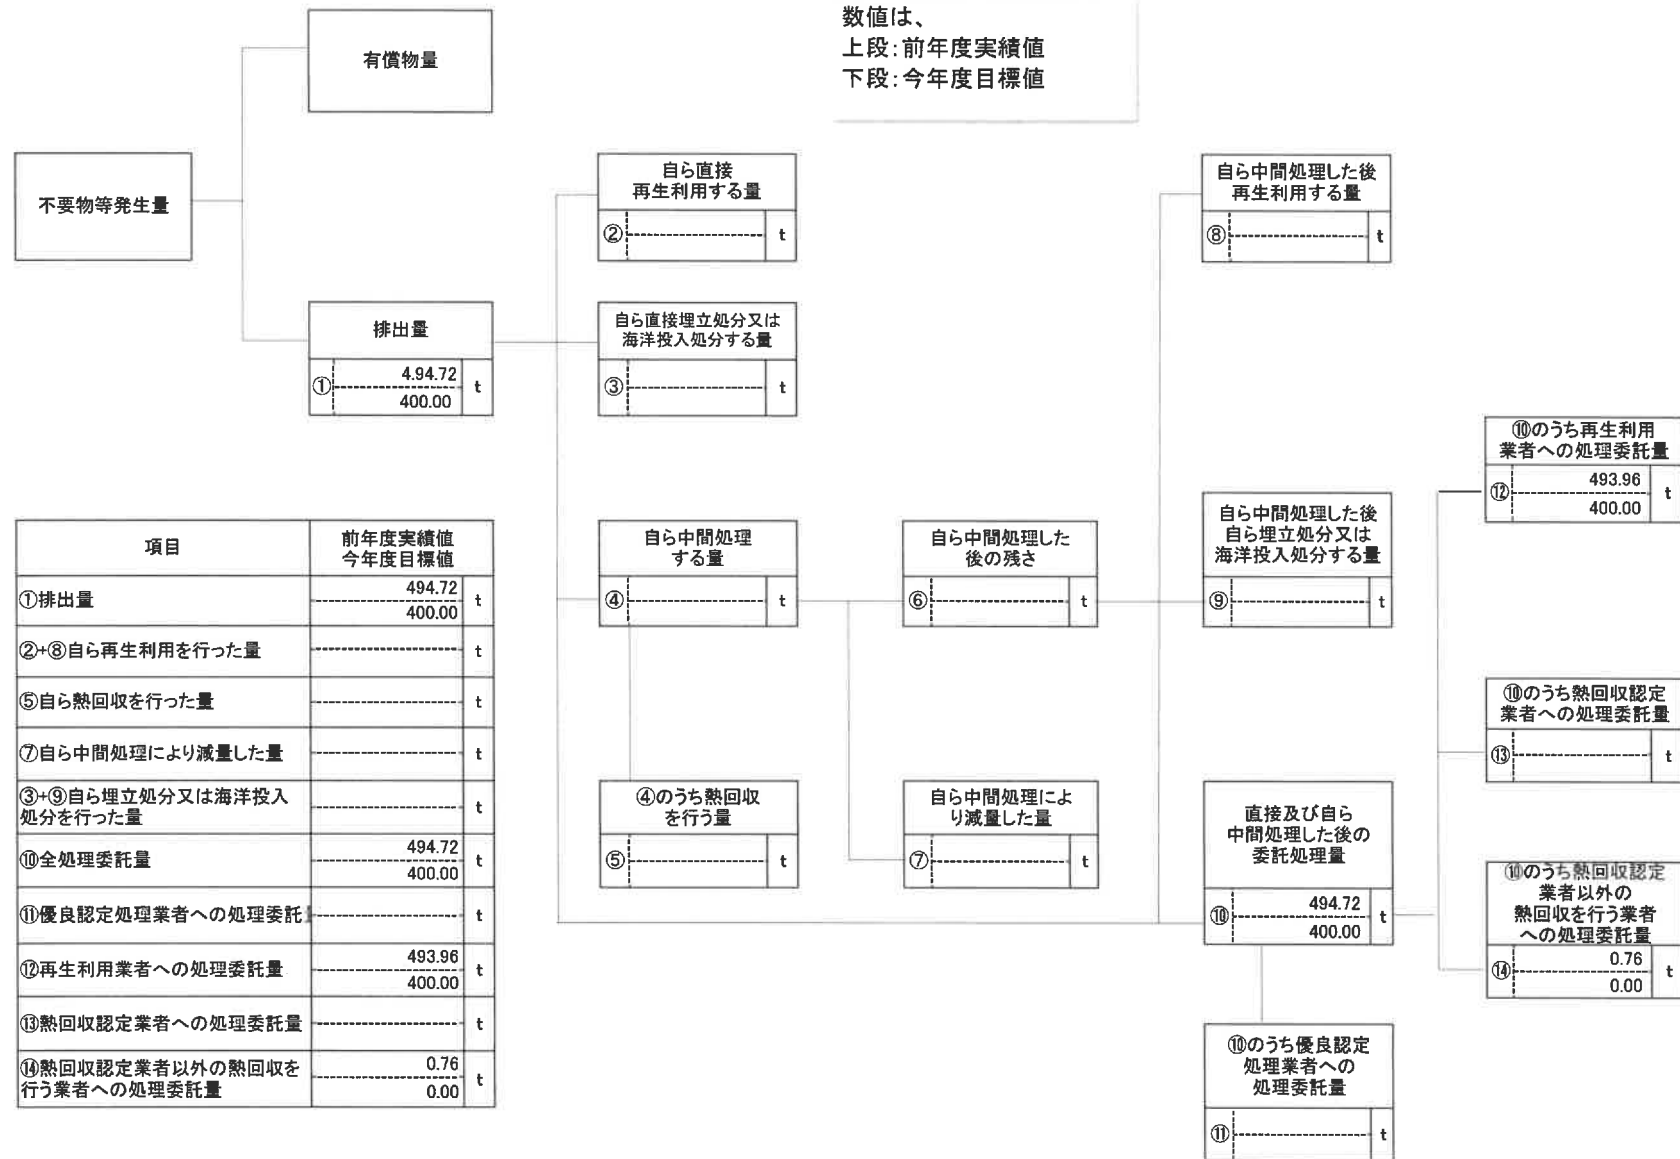 数値は、
上段:前年度実績値
下段:今年度目標値
有償物量
不要物等発生量
排出量
①
4.94.72
400.00
t
自ら直接
再生利用する量
②
t
自ら直接埋立処分又は
海洋投入処分する量
③
t
自ら中間処理
する量
④
t
④のうち熱回収
を行う量
⑤
t
自ら中間処理した
後の残さ
⑥
t
自ら中間処理によ
り減量した量
⑦
t
自ら中間処理した後
再生利用する量
⑧
t
自ら中間処理した後
自ら埋立処分又は
海洋投入処分する量
⑨
t
直接及び自ら
中間処理した後の
委託処理量
⑩
494.72
400.00
t
⑩のうち優良認定
処理業者への
処理委託量
⑪
t
⑩のうち再生利用
業者への処理委託量
⑫
493.96
400.00
t
⑩のうち熱回収認定
業者への処理委託量
⑬
t
⑩のうち熱回収認定
業者以外の
熱回収を行う業者
への処理委託量
⑭
0.76
0.00
t
項目
前年度実績値
今年度目標値
①排出量
494.72
400.00
t
②+⑧自ら再生利用を行った量
t
⑤自ら熱回収を行った量
t
⑦自ら中間処理により減量した量
t
③+⑨自ら埋立処分又は海洋投入
処分を行った量
t
⑩全処理委託量
494.72
400.00
t
⑪優良認定処理業者への処理委託
t
⑫再生利用業者への処理委託量
493.96
400.00
t
⑬熱回収認定業者への処理委託量
t
⑭熱回収認定業者以外の熱回収を
行う業者への処理委託量
0.76
0.00
t